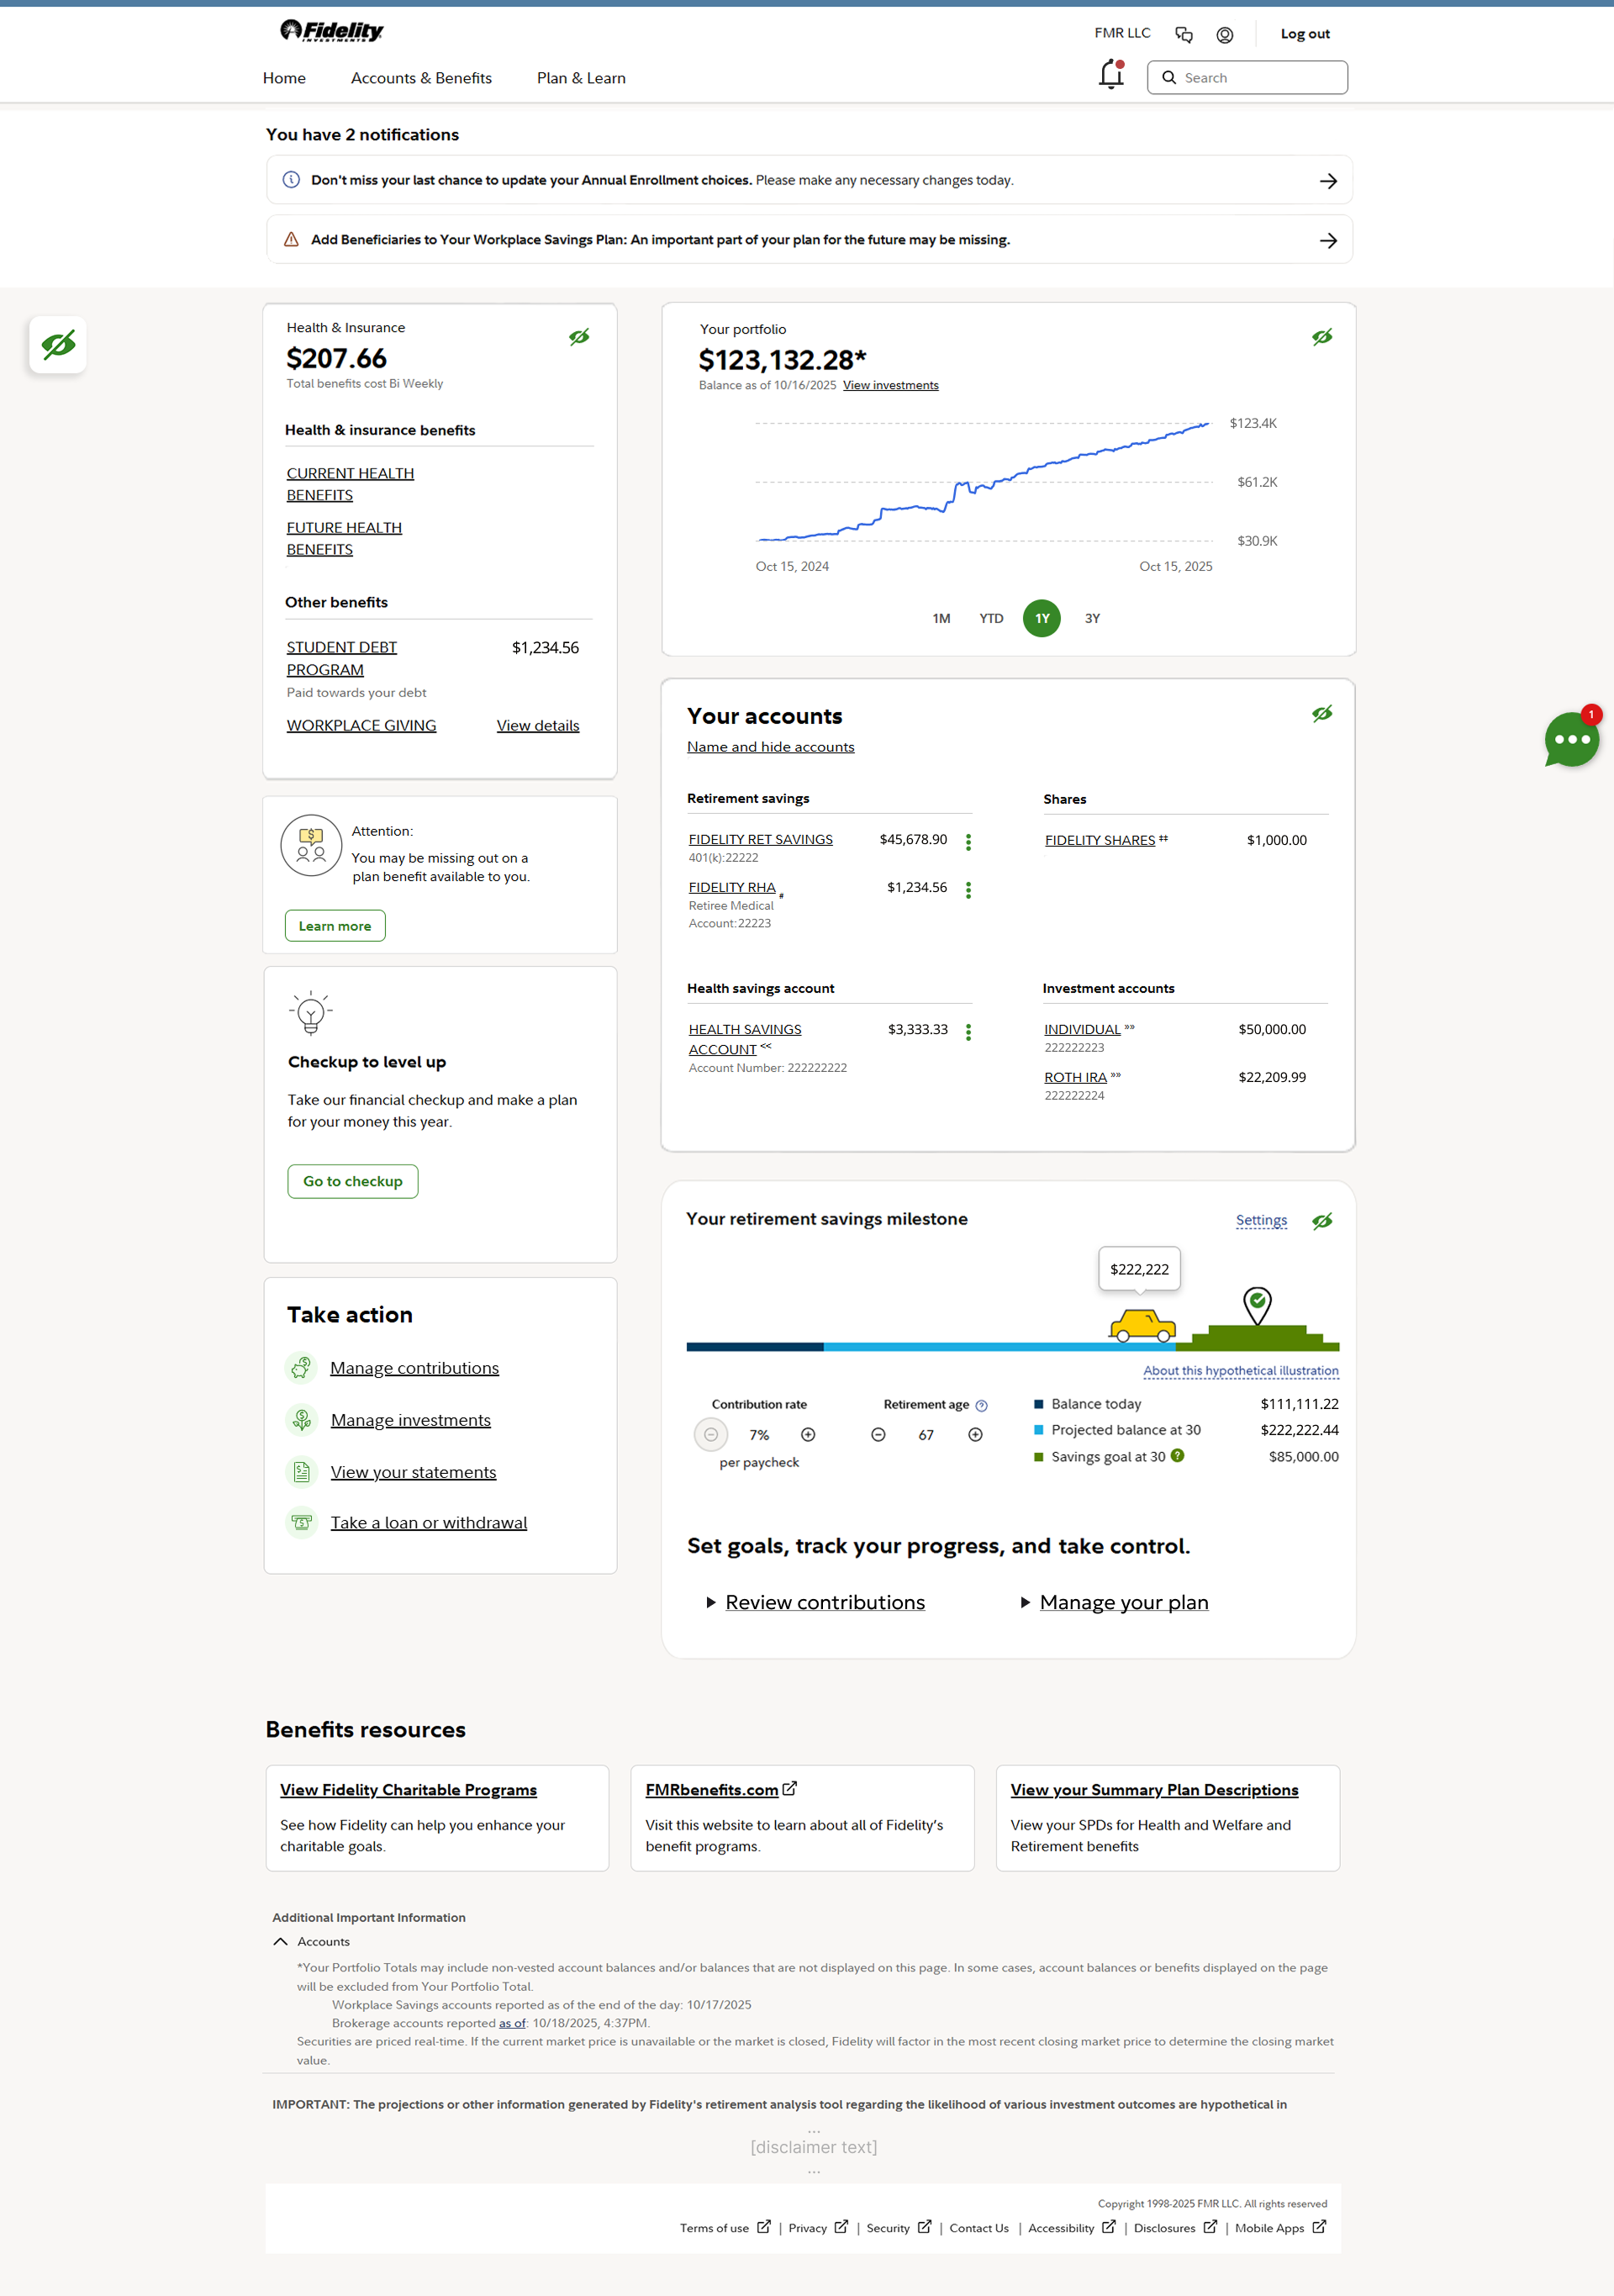 Fidelity
INVESTMENTS
FMR LLC
Log out
Home
Accounts & Benefits
Plan & Learn
Search
You have 2 notifications
Don't miss your last chance to update your Annual Enrollment choices. Please make any necessary changes today.
Add Beneficiaries to Your Workplace Savings Plan: An important part of your plan for the future may be missing.
Health & Insurance
$207.66
Total benefits cost Bi Weekly
Health & insurance benefits
CURRENT HEALTH
BENEFITS
FUTURE HEALTH
BENEFITS
Other benefits
STUDENT DEBT
PROGRAM
$1,234.56
Paid towards your debt
WORKPLACE GIVING
View details
Attention:
You may be missing out on a
plan benefit available to you.
Learn more
Checkup to level up
Take our financial checkup and make a plan
for your money this year.
Go to checkup
Take action
Manage contributions
Manage investments
View your statements
Take a loan or withdrawal
Your portfolio
$123,132.28*
Balance as of 10/16/2025 View investments
$123.4K
$61.2K
$30.9K
Oct 15, 2024
Oct 15, 2025
1M
YTD
1Y
3Y
1
Your accounts
Name and hide accounts
Retirement savings
FIDELITY RET SAVINGS
$45,678.90
401(k):22222
FIDELITY RHA #
$1,234.56
Retiree Medical
Account:22223
Shares
FIDELITY SHARES ‡‡
$1,000.00
Health savings account
HEALTH SAVINGS
ACCOUNT <<
$3,333.33
Account Number: 222222222
Investment accounts
INDIVIDUAL »»
$50,000.00
222222223
ROTH IRA »»
$22,209.99
222222224
Your retirement savings milestone
Settings
$222,222
About this hypothetical illustration
Contribution rate
7%
per paycheck
Retirement age ?
67
Balance today
$111,111.22
Projected balance at 30
$222,222.44
Savings goal at 30 ?
$85,000.00
Set goals, track your progress, and take control.
Review contributions
Manage your plan
Benefits resources
View Fidelity Charitable Programs
See how Fidelity can help you enhance your
charitable goals.
FMRbenefits.com
Visit this website to learn about all of Fidelity’s
benefit programs.
View your Summary Plan Descriptions
View your SPDs for Health and Welfare and
Retirement benefits
Additional Important Information
Accounts
*Your Portfolio Totals may include non-vested account balances and/or balances that are not displayed on this page. In some cases, account balances or benefits displayed on the page
will be excluded from Your Portfolio Total.
Workplace Savings accounts reported as of the end of the day: 10/17/2025
Brokerage accounts reported as of: 10/18/2025, 4:37PM.
Securities are priced real-time. If the current market price is unavailable or the market is closed, Fidelity will factor in the most recent closing market price to determine the closing market
value.
IMPORTANT: The projections or other information generated by Fidelity's retirement analysis tool regarding the likelihood of various investment outcomes are hypothetical in
...
[disclaimer text]
...
Copyright 1998-2025 FMR LLC. All rights reserved
Terms of use | Privacy | Security | Contact Us | Accessibility | Disclosures | Mobile Apps